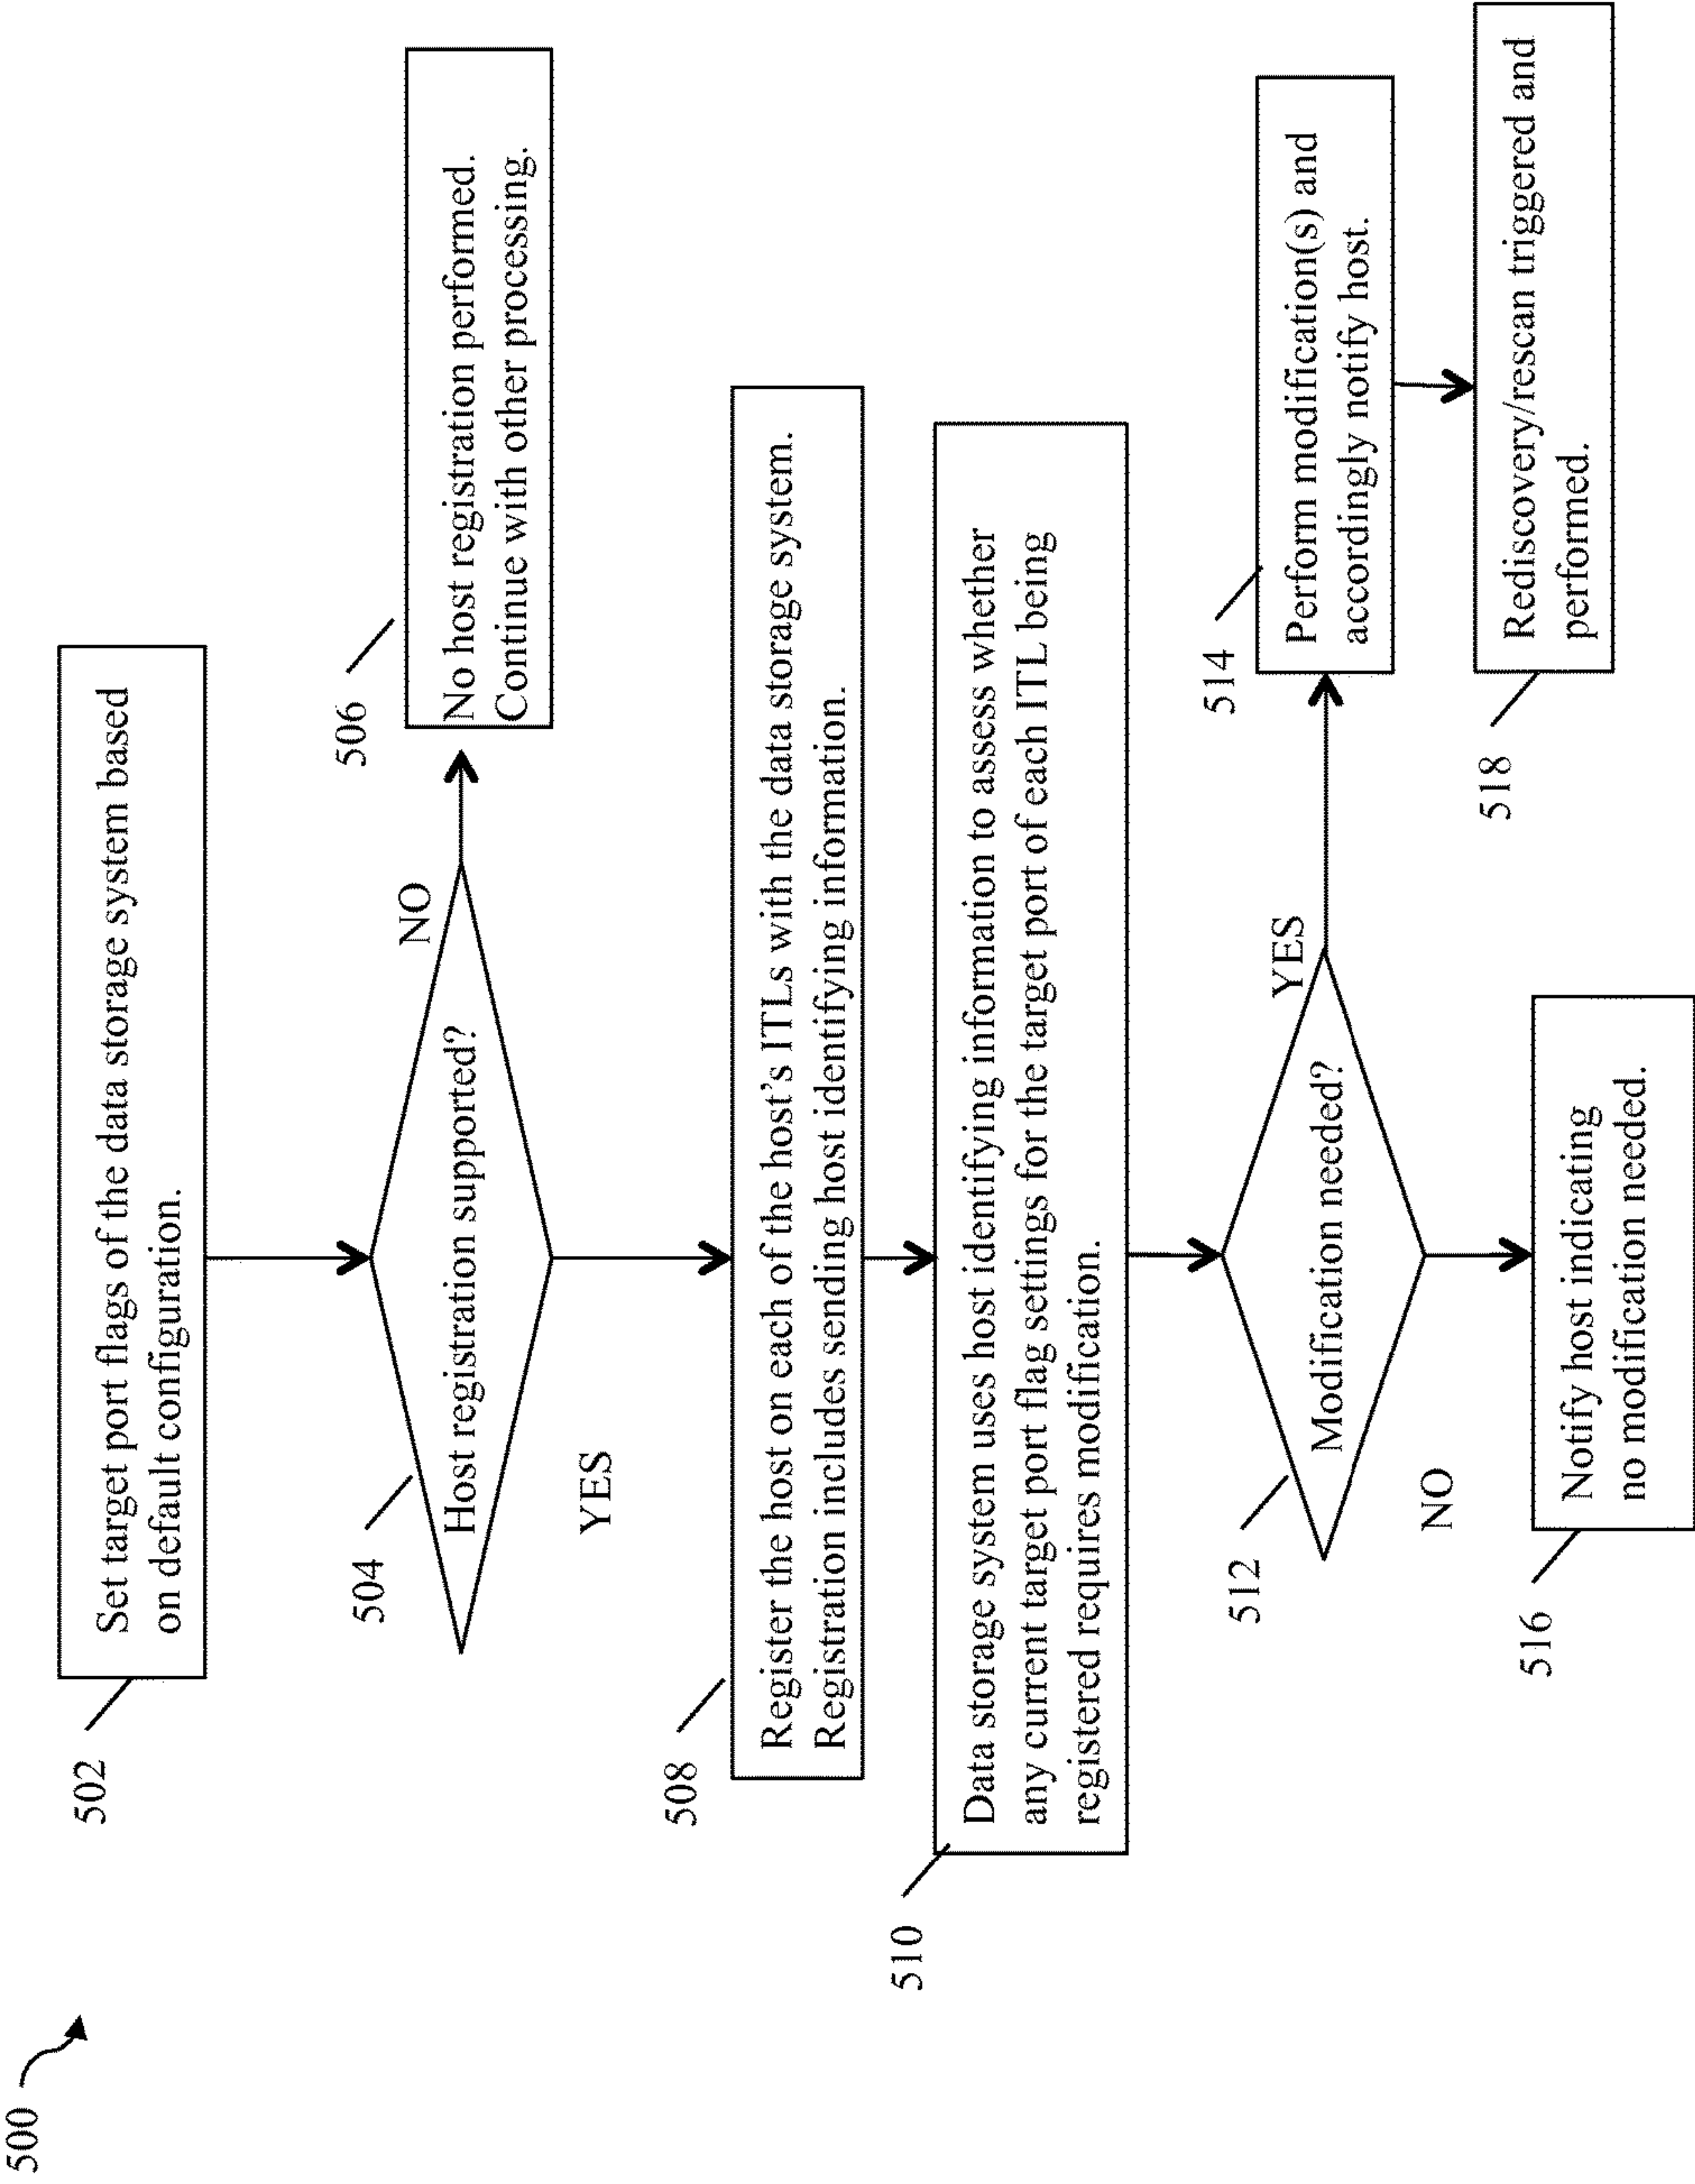 500
502
Set target port flags of the data storage system based
on default configuration.
504
Host registration supported?
NO
506
No host registration performed.
Continue with other processing.
YES
508
Register the host on each of the host's ITLs with the data storage system.
Registration includes sending host identifying information.
510
Data storage system uses host identifying information to assess whether
any current target port flag settings for the target port of each ITL being
registered requires modification.
512
Modification needed?
YES
514
Perform modification(s) and
accordingly notify host.
NO
516
Notify host indicating
no modification needed.
518
Rediscovery/rescan triggered and
performed.